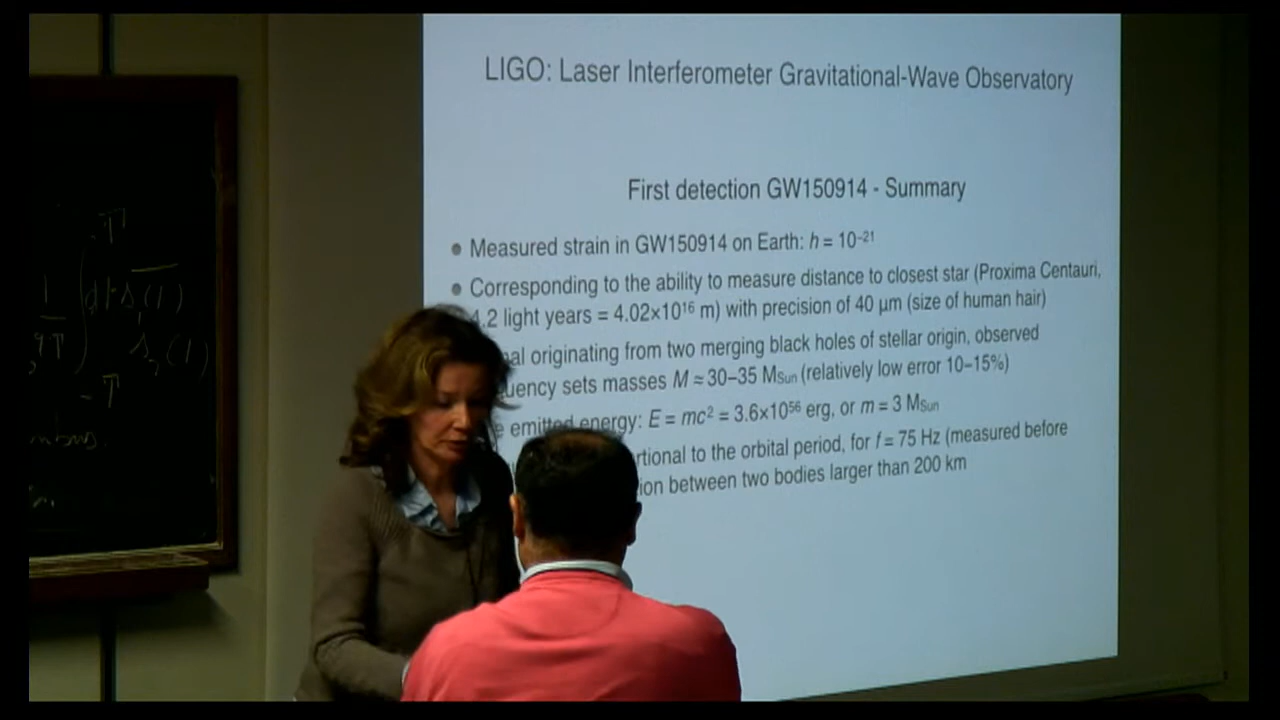 LIGO: Laser Interferometer Gravitational-Wave Observatory
First detection GW150914 - Summary
• Measured strain in GW150914 on Earth: h = 10⁻²¹
• Corresponding to the ability to measure distance to closest star (Proxima Centauri,
4.2 light years = 4.02×10¹⁶ m) with precision of 40 µm (size of human hair)
originating from two merging black holes of stellar origin, observed
sets masses M ≈ 30–35 M_Sun (relatively low error 10–15%)
emitted energy: E = mc² = 3.6×10⁵⁶ erg, or m = 3 M_Sun
to the orbital period, for f = 75 Hz (measured before
between two bodies larger than 200 km